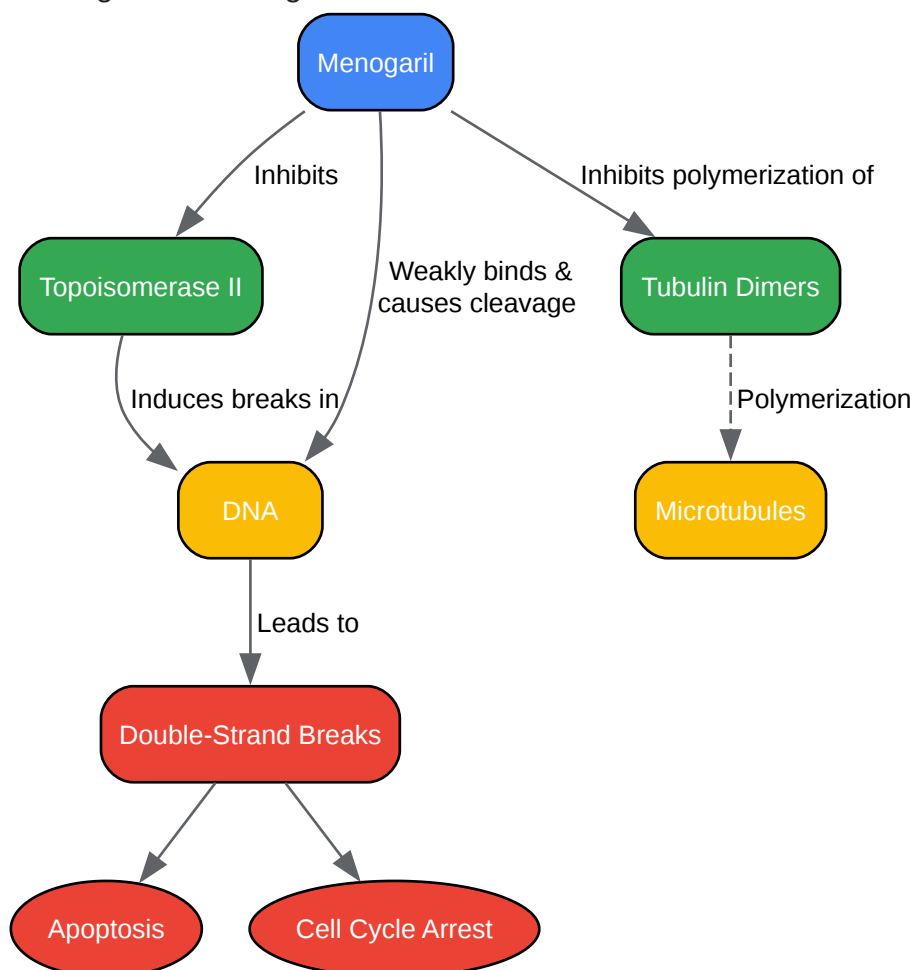 Menogaril
Inhibits
Inhibits polymerization of
Topoisomerase II
Weakly binds &
causes cleavage
Tubulin Dimers
Induces breaks in
Polymerization
DNA
Microtubules
Leads to
Double-Strand Breaks
Apoptosis
Cell Cycle Arrest